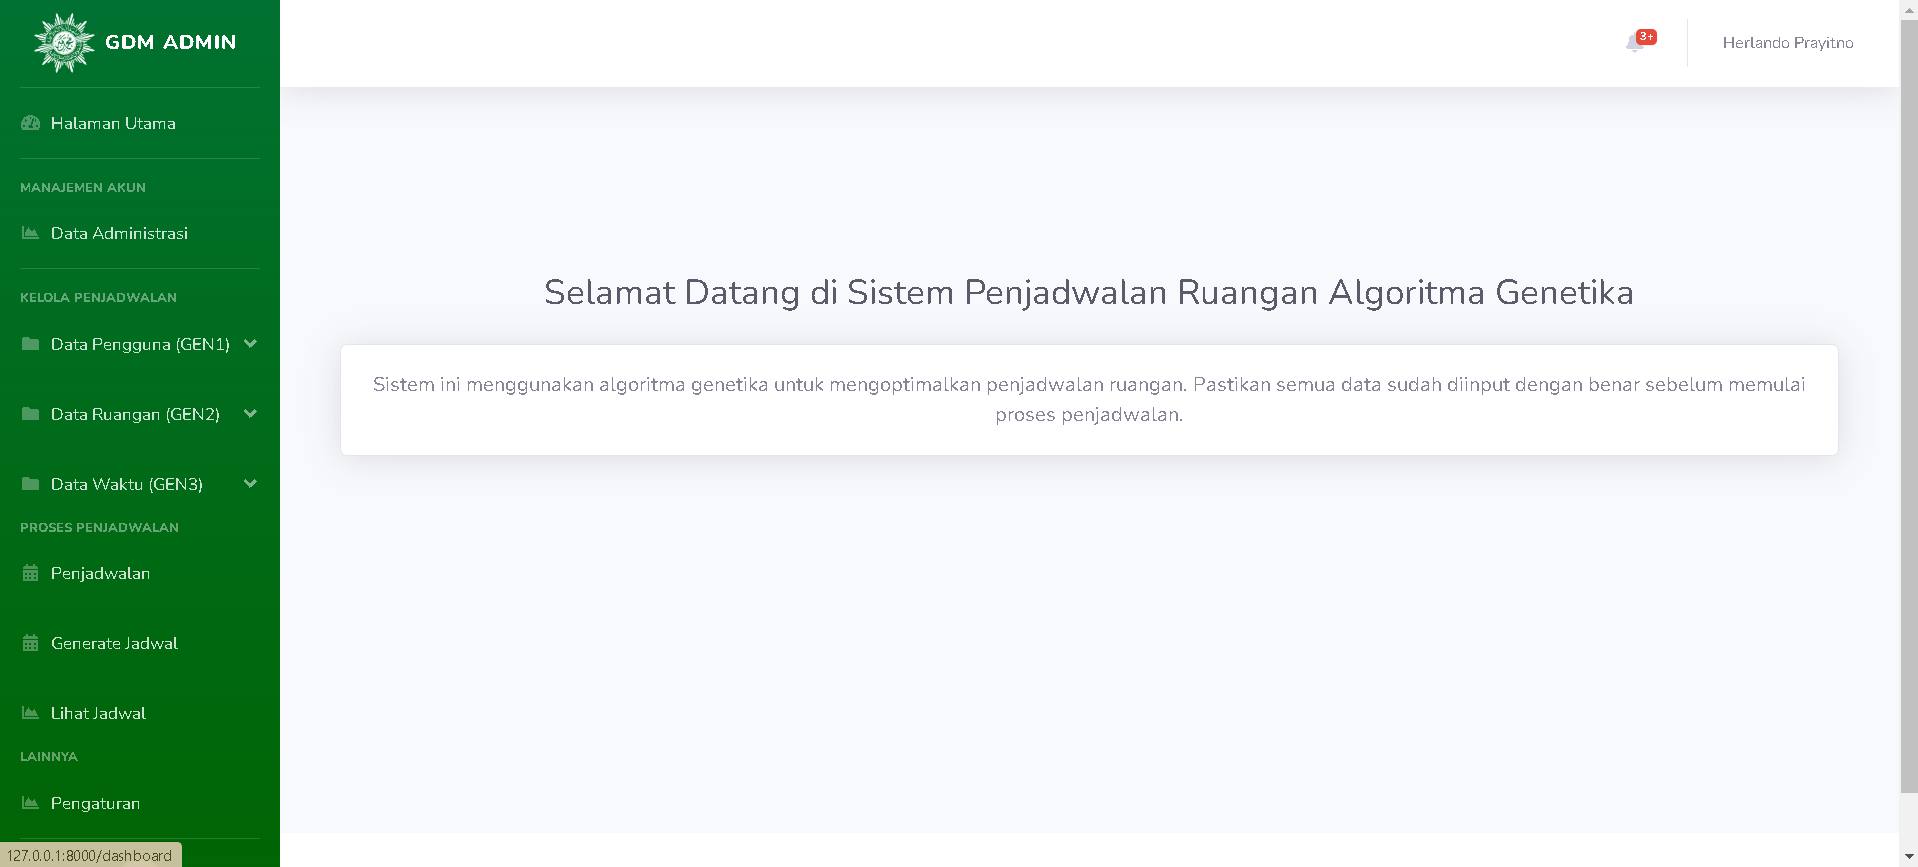 GDM ADMIN
3+
Herlando Prayitno
Halaman Utama
MANAJEMEN AKUN
Data Administrasi
KELOLA PENJADWALAN
Data Pengguna (GEN1)
Data Ruangan (GEN2)
Data Waktu (GEN3)
PROSES PENJADWALAN
Penjadwalan
Generate Jadwal
Lihat Jadwal
LAINNYA
Pengaturan
Selamat Datang di Sistem Penjadwalan Ruangan Algoritma Genetika
Sistem ini menggunakan algoritma genetika untuk mengoptimalkan penjadwalan ruangan. Pastikan semua data sudah diinput dengan benar sebelum memulai
proses penjadwalan.
127.0.0.1:8000/dashboard